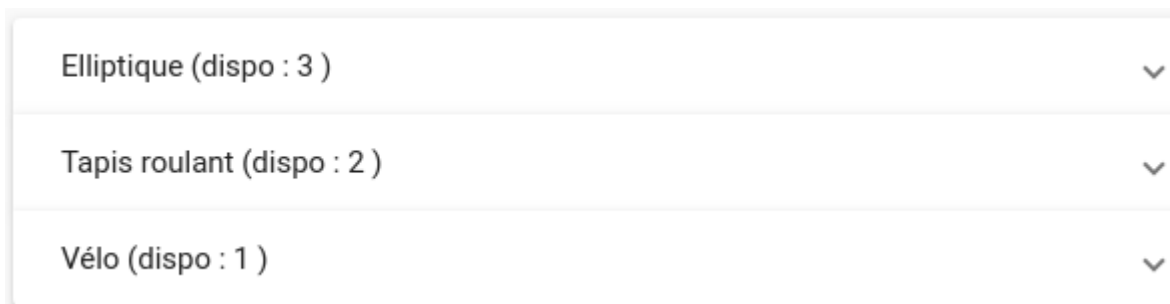 Elliptique (dispo : 3 )
Tapis roulant (dispo : 2 )
Vélo (dispo : 1 )